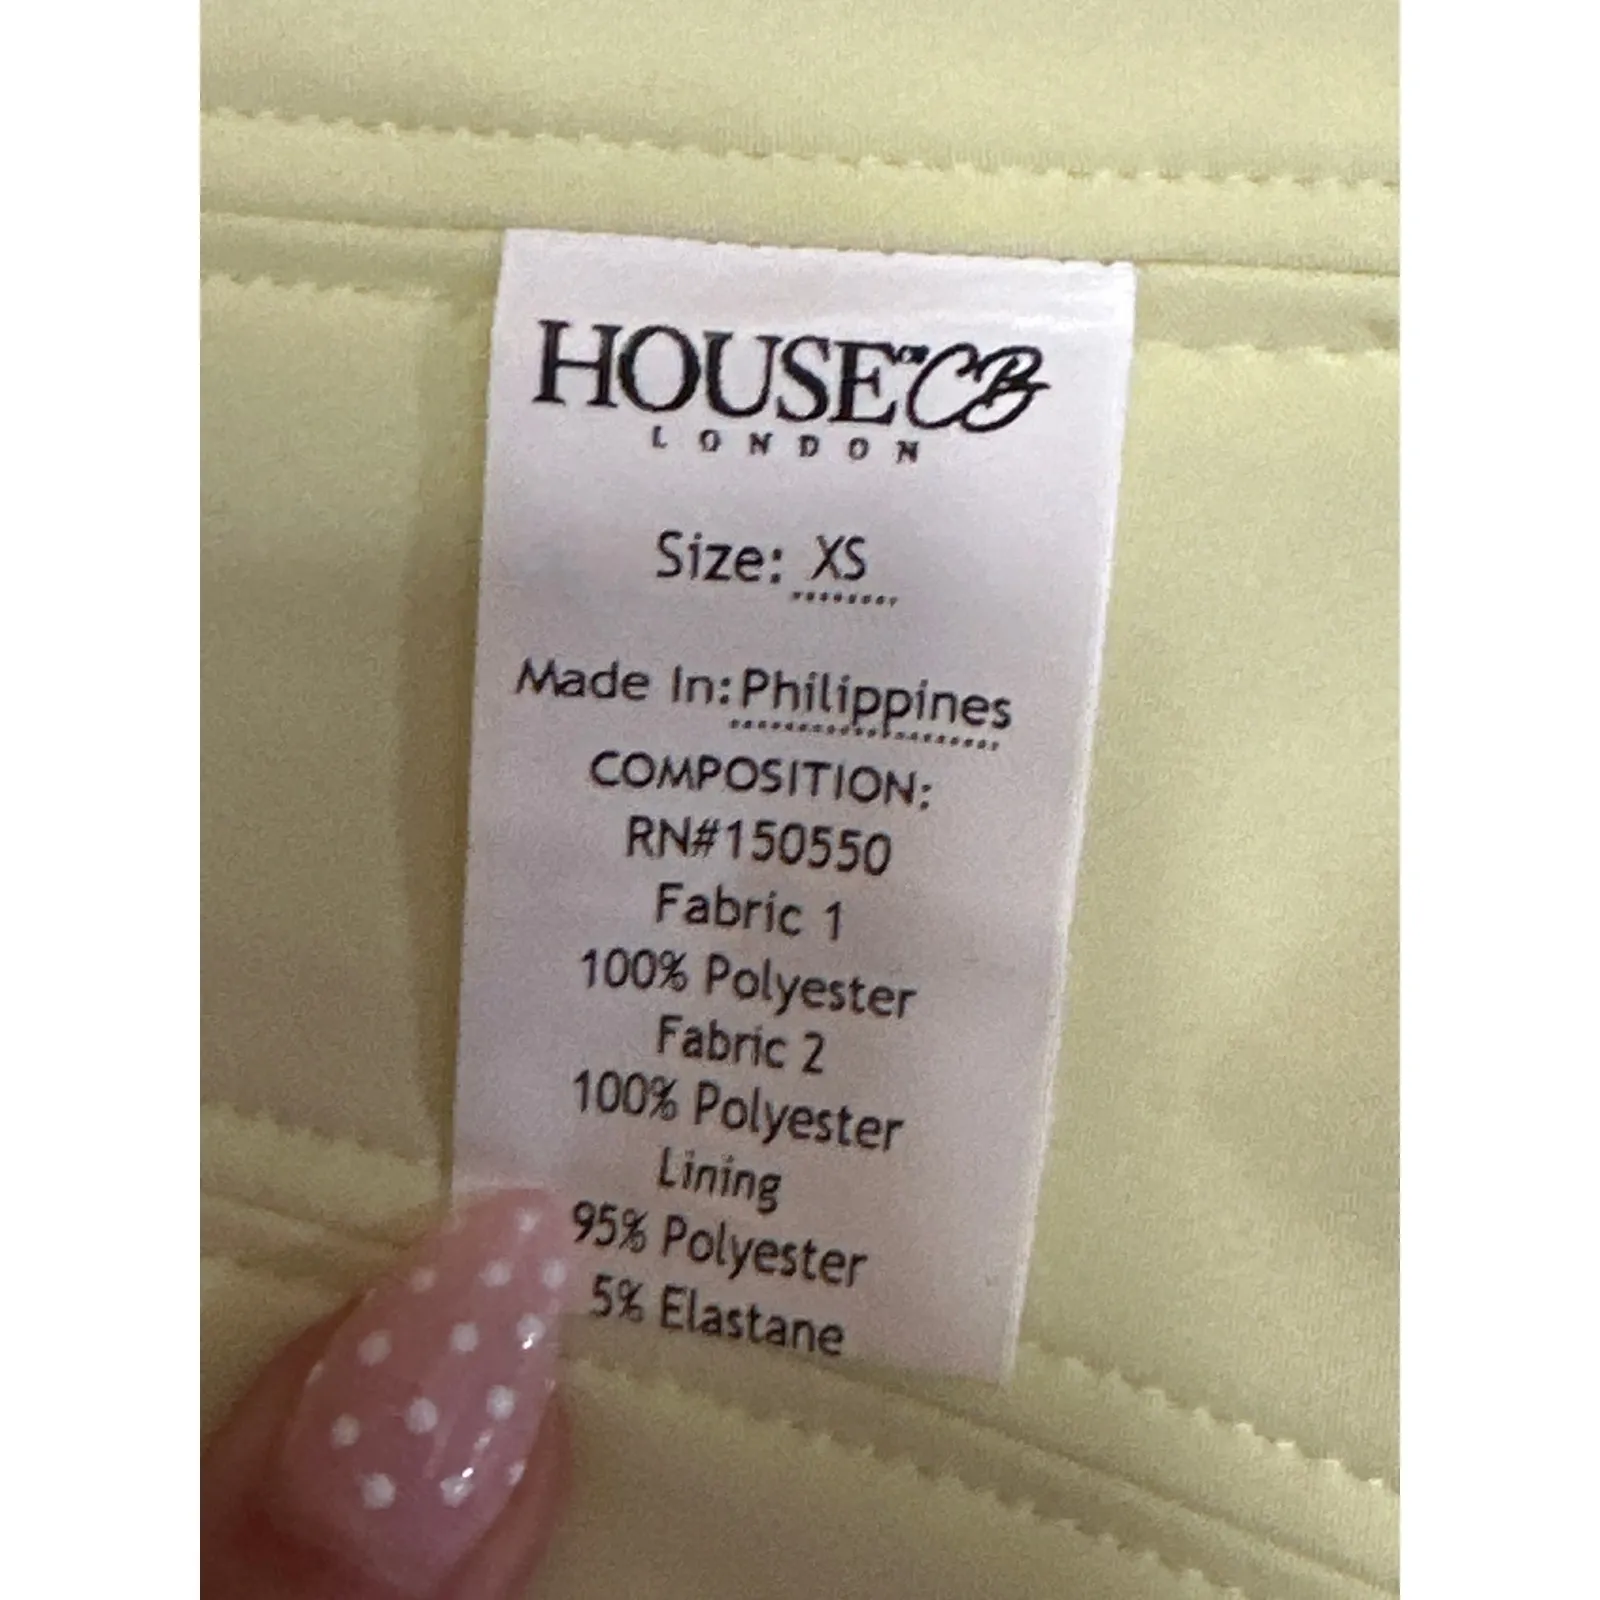 HOUSE OF CB
LONDON
Size: XS
Made In: Philippines
COMPOSITION:
RN#150550
Fabric 1
100% Polyester
Fabric 2
100% Polyester
Lining
95% Polyester
5% Elastane